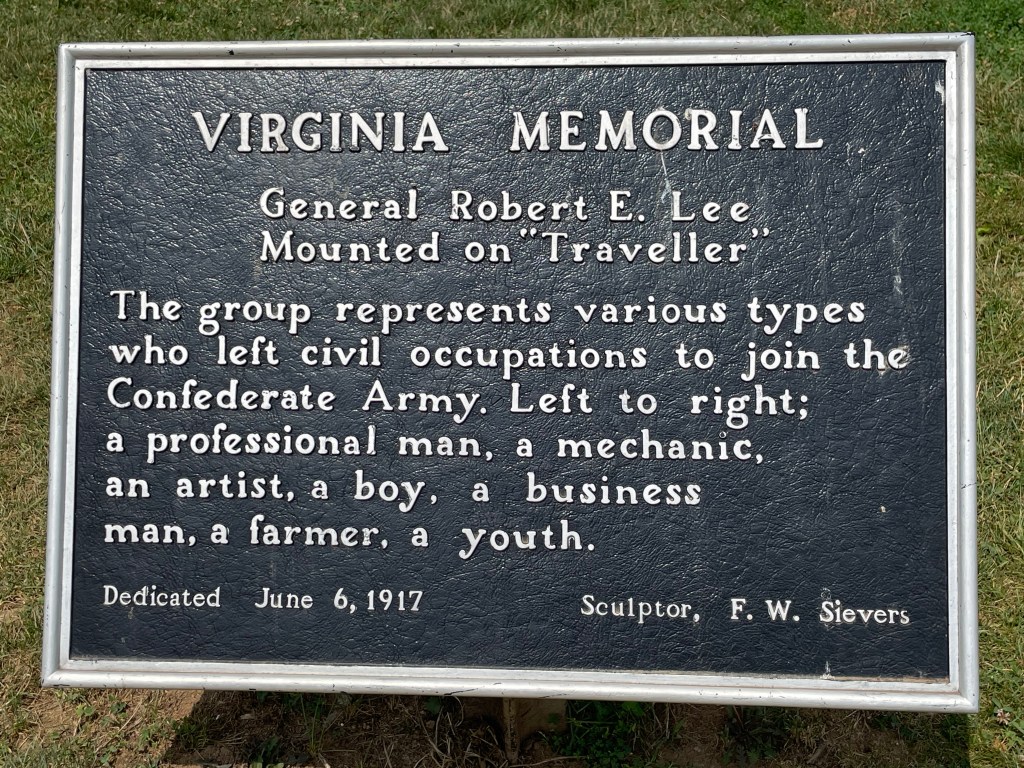 VIRGINIA MEMORIAL
General Robert E. Lee
Mounted on "Traveller"
The group represents various types
who left civil occupations to join the
Confederate Army. Left to right;
a professional man, a mechanic,
an artist, a boy, a business
man, a farmer, a youth.
Dedicated June 6, 1917
Sculptor, F. W. Sievers